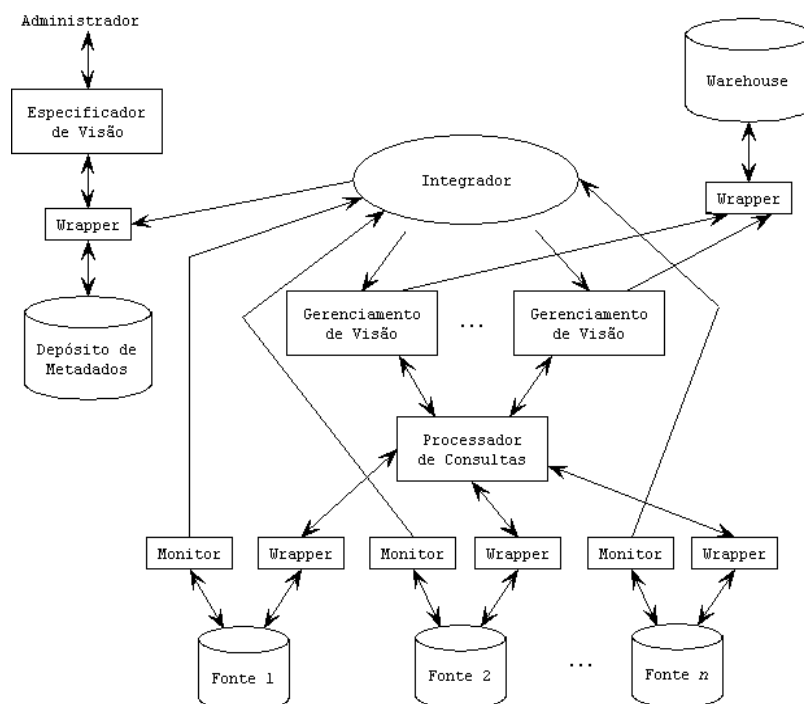 Administrador
Especificador
de Visão
Wrapper
Depósito de
Metadados
Integrador
Warehouse
Wrapper
Gerenciamento
de Visão
...
Gerenciamento
de Visão
Processador
de Consultas
Monitor
Wrapper
Monitor
Wrapper
Monitor
Wrapper
Fonte 1
Fonte 2
...
Fonte n